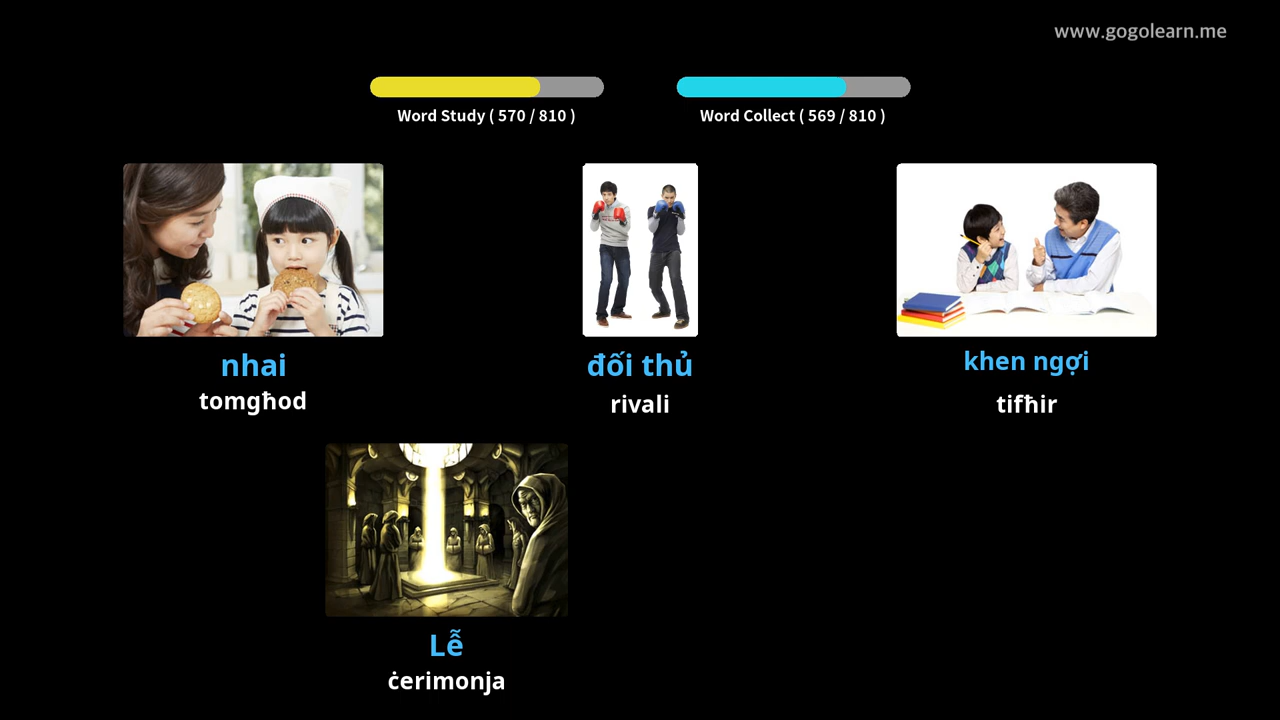 www.gogolearn.me
Word Study ( 570 / 810 )
Word Collect ( 569 / 810 )
nhai
tomgħod
đối thủ
rivali
khen ngợi
tifħir
Lễ
ċerimonja